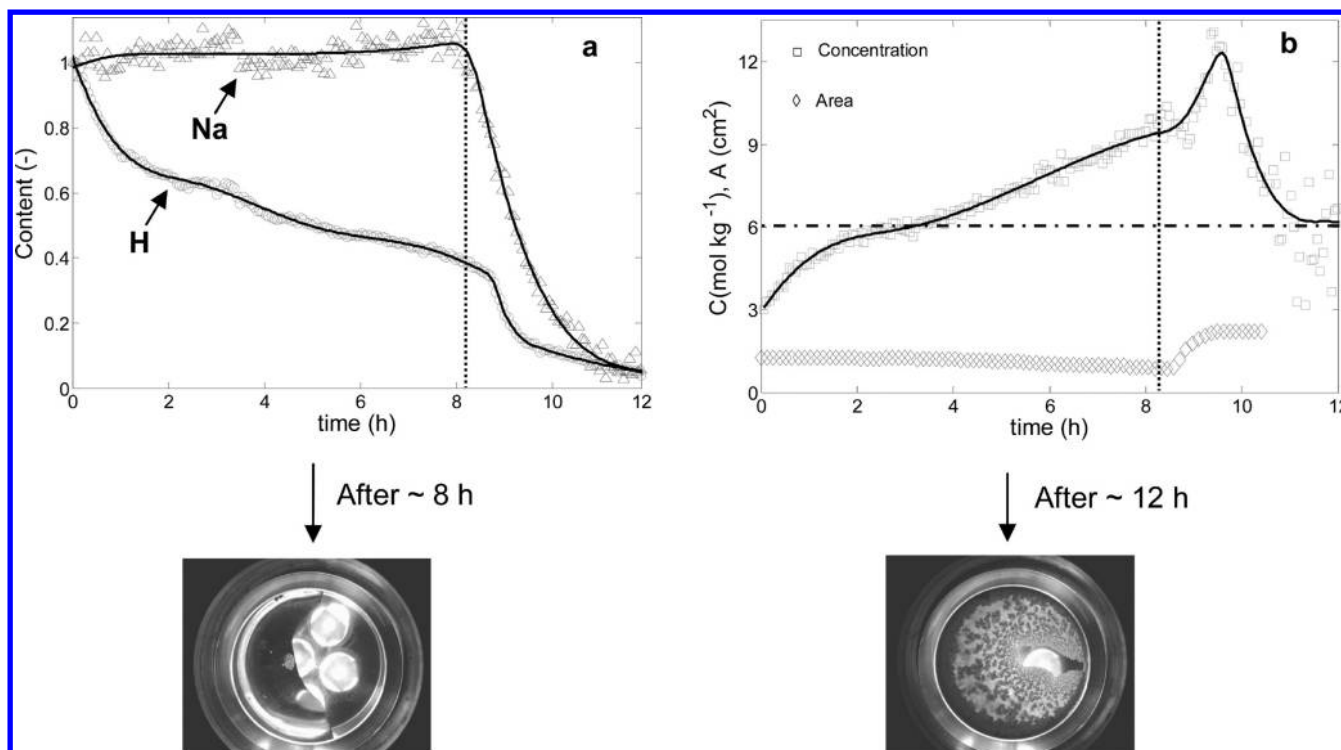 a
Content (-)
1
0.8
0.6
0.4
0.2
0
Na
H
0 2 4 6 8 10 12
time (h)
b
Concentration
Area
C(mol kg⁻¹), A (cm²)
12
9
6
3
0
0 2 4 6 8 10 12
time (h)
After ~ 8 h
After ~ 12 h